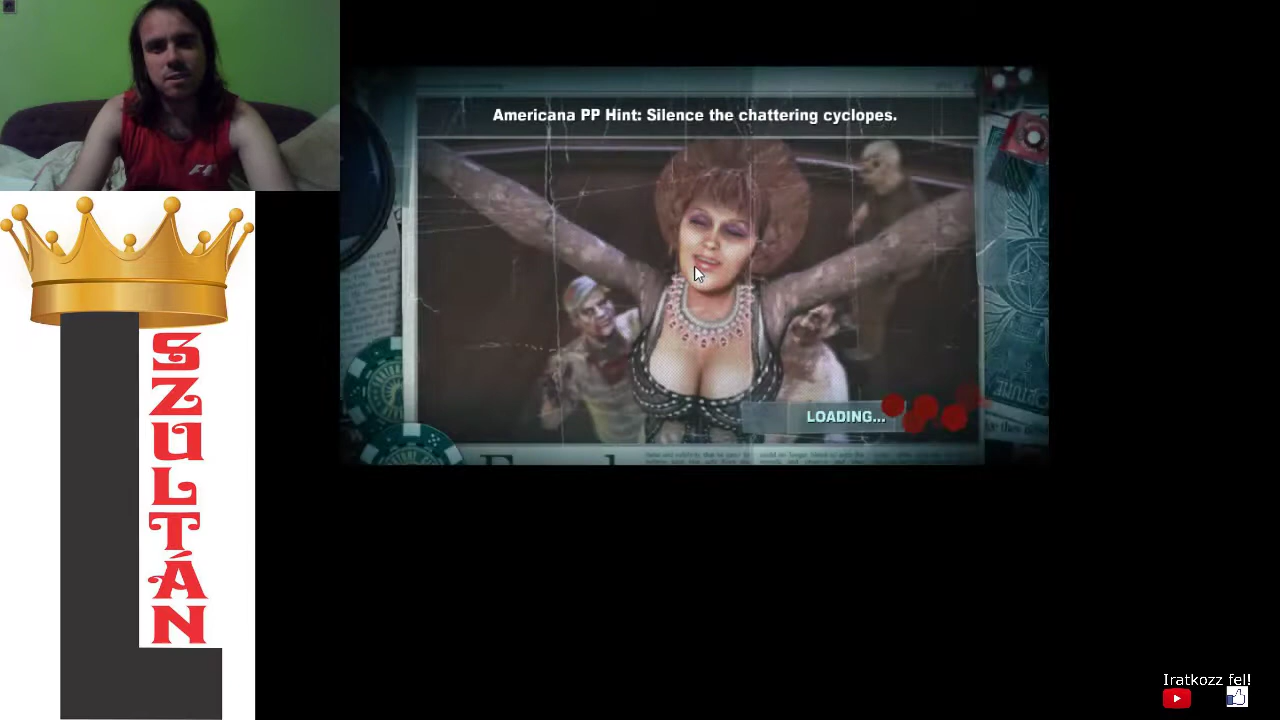 Americana PP Hint: Silence the chattering cyclopes.
LOADING...
L
SZULTÁN
Iratkozz fel!